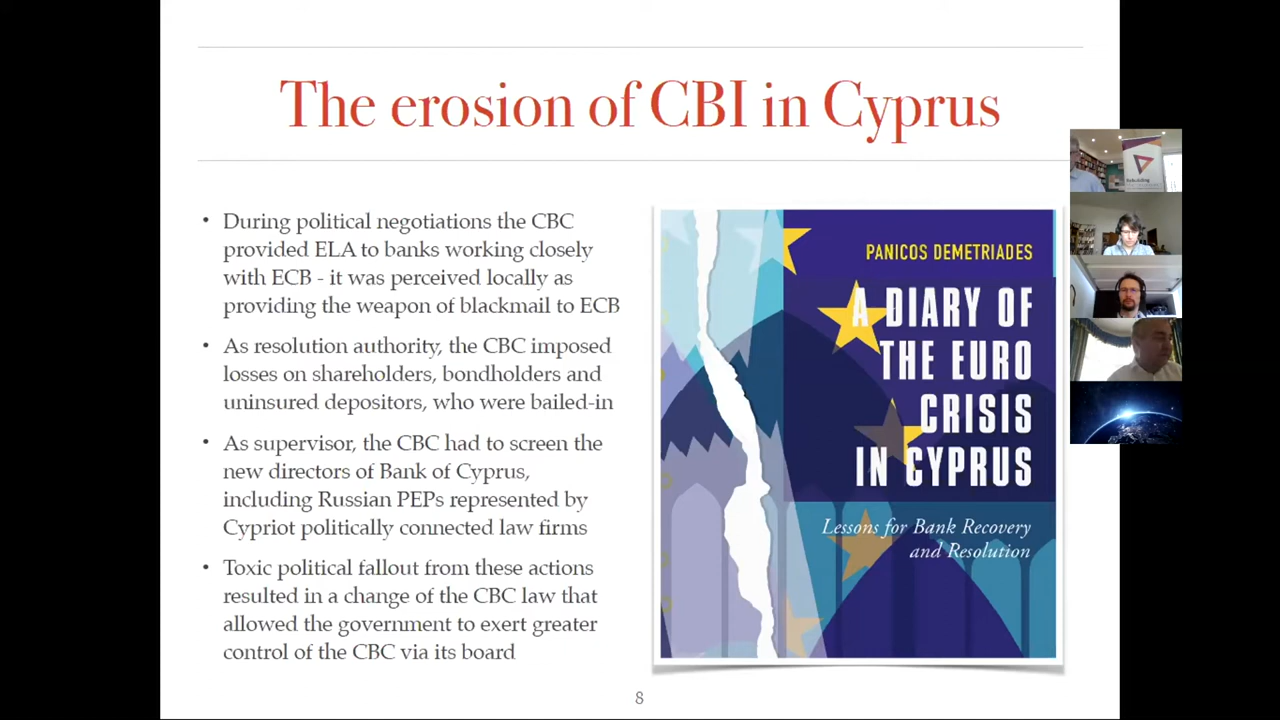 The erosion of CBI in Cyprus
• During political negotiations the CBC
provided ELA to banks working closely
with ECB - it was perceived locally as
providing the weapon of blackmail to ECB
• As resolution authority, the CBC imposed
losses on shareholders, bondholders and
uninsured depositors, who were bailed-in
• As supervisor, the CBC had to screen the
new directors of Bank of Cyprus,
including Russian PEPs represented by
Cypriot politically connected law firms
• Toxic political fallout from these actions
resulted in a change of the CBC law that
allowed the government to exert greater
control of the CBC via its board
PANICOS DEMETRIADES
A DIARY OF
THE EURO
CRISIS
IN CYPRUS
Lessons for Bank Recovery
and Resolution
8